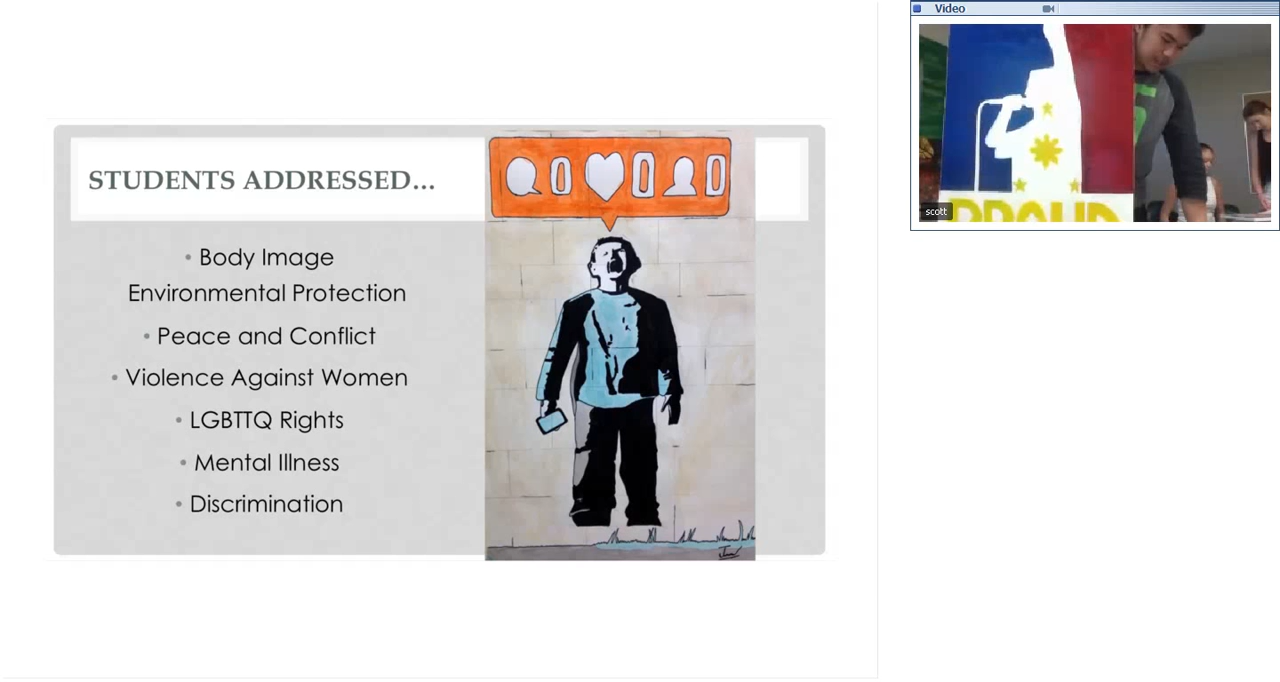 STUDENTS ADDRESSED...
• Body Image
Environmental Protection
• Peace and Conflict
• Violence Against Women
• LGBTTQ Rights
• Mental Illness
• Discrimination
0 0 0
Video
PROUD
scott